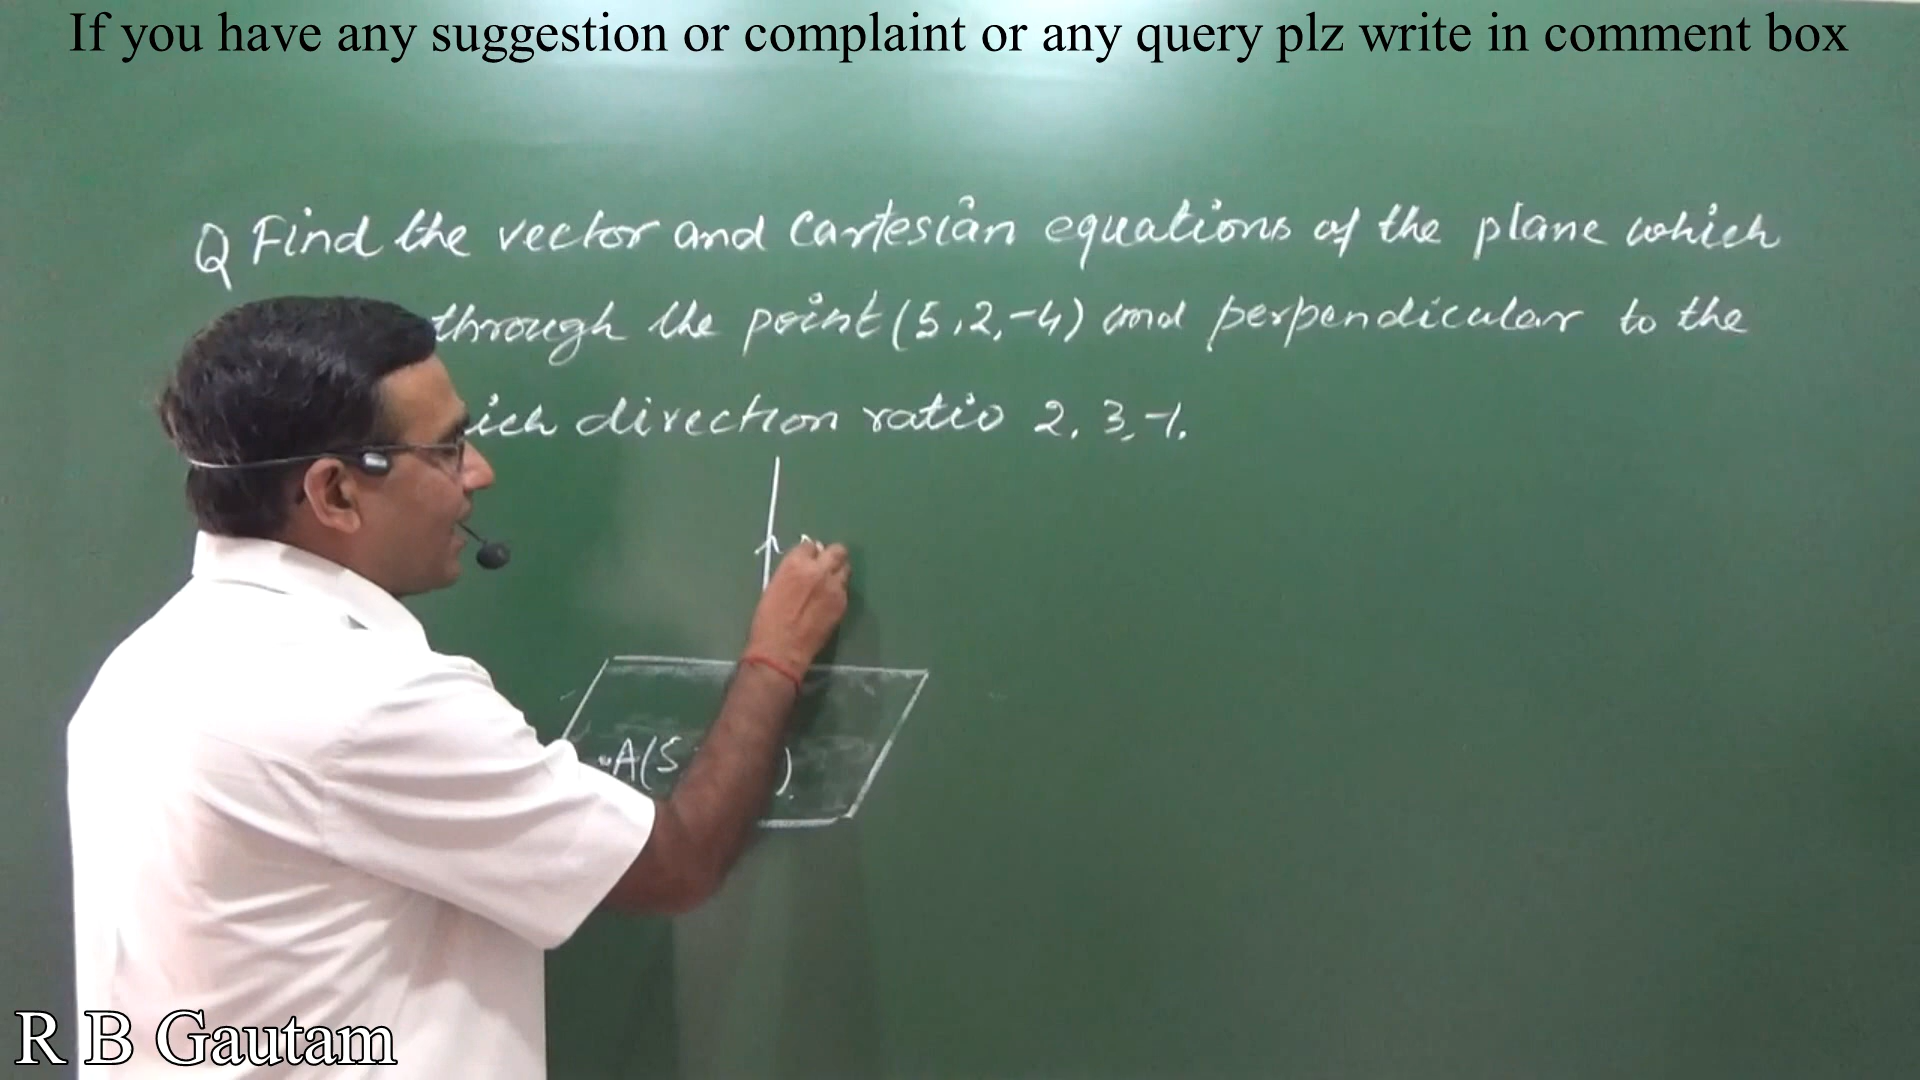 If you have any suggestion or complaint or any query plz write in comment box
Q Find the vector and Cartesian equations of the plane which
through the point (5, 2, -4) and perpendicular to the
ich direction ratio 2, 3, -1.
A(5 ).
R B Gautam